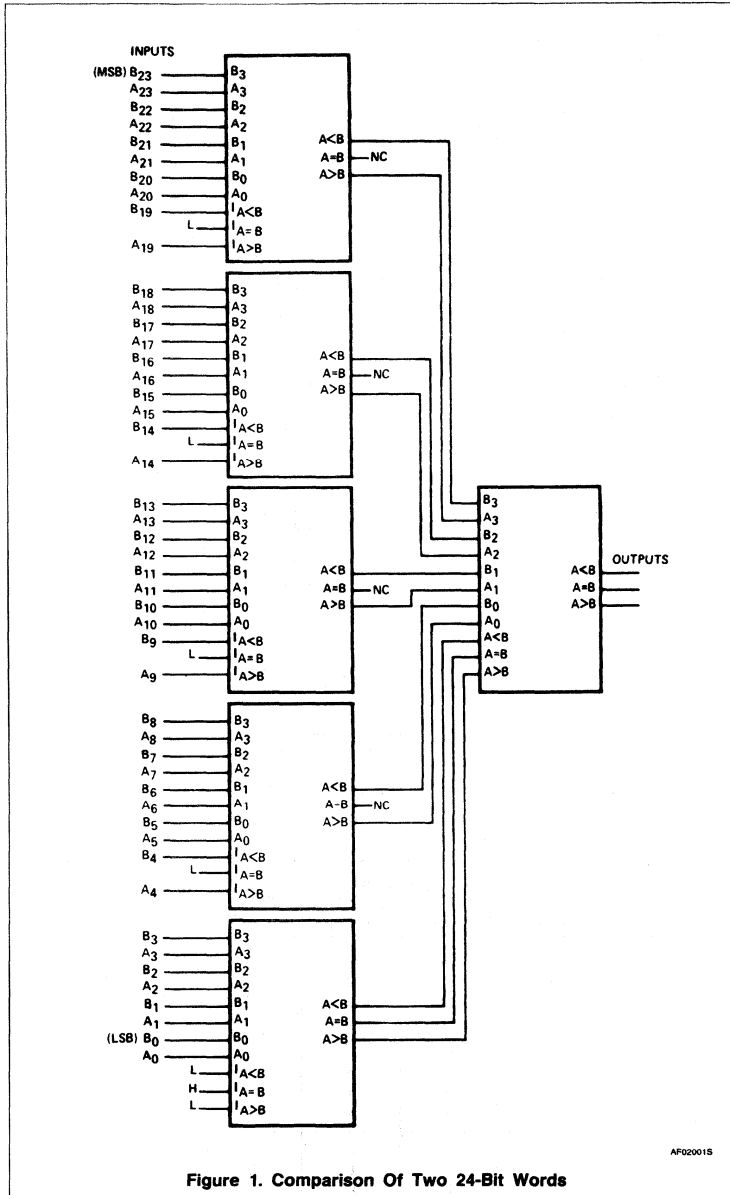 INPUTS
(MSB) B23 B3
A23 A3
B22 B2
A22 A2
B21 B1 A<B
A21 A1 A=B NC
B20 B0 A>B
A20 A0
B19 IA<B
L IA=B
A19 IA>B
B18 B3
A18 A3
B17 B2
A17 A2
B16 B1 A<B
A16 A1 A=B NC
B15 B0 A>B
A15 A0
B14 IA<B
L IA=B
A14 IA>B
B13 B3
A13 A3
B12 B2
A12 A2
B11 B1 A<B
A11 A1 A=B NC
B10 B0 A>B
A10 A0
B9 IA<B
L IA=B
A9 IA>B
B8 B3
A8 A3
B7 B2
A7 A2
B6 B1 A<B
A6 A1 A-B NC
B5 B0 A>B
A5 A0
B4 IA<B
L IA=B
A4 IA>B
B3 B3
A3 A3
B2 B2
A2 A2
B1 B1 A<B
A1 A1 A=B
(LSB) B0 B0 A>B
A0 A0
L IA<B
H IA=B
L IA>B
B3
A3
B2
A2 OUTPUTS
B1 A<B
A1 A=B
B0 A>B
A0
A<B
A=B
A>B
AF02001S
Figure 1. Comparison Of Two 24-Bit Words